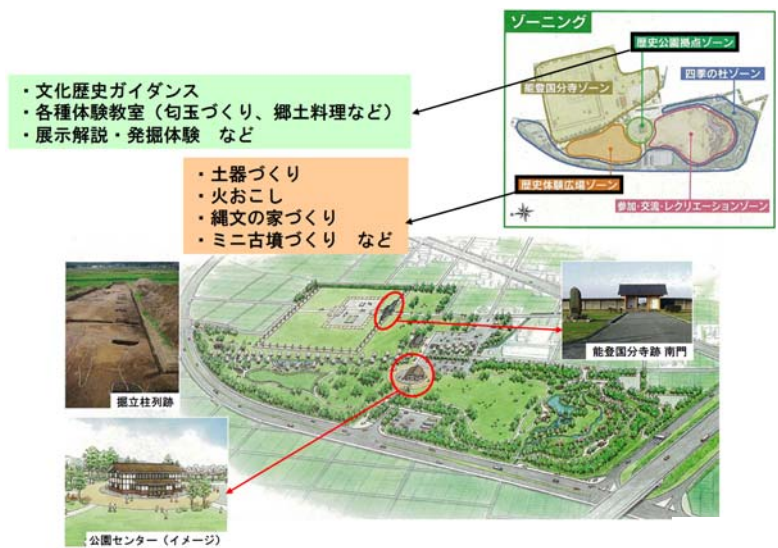 ゾーニング
歴史公園拠点ゾーン
四季の杜ゾーン
能登国分寺ゾーン
歴史体験広場ゾーン
参加・交流・レクリエーションゾーン
・文化歴史ガイダンス
・各種体験教室（匂玉づくり、郷土料理など）
・展示解説・発掘体験　など
・土器づくり
・火おこし
・縄文の家づくり
・ミニ古墳づくり　など
掘立柱列跡
能登国分寺跡 南門
公園センター（イメージ）